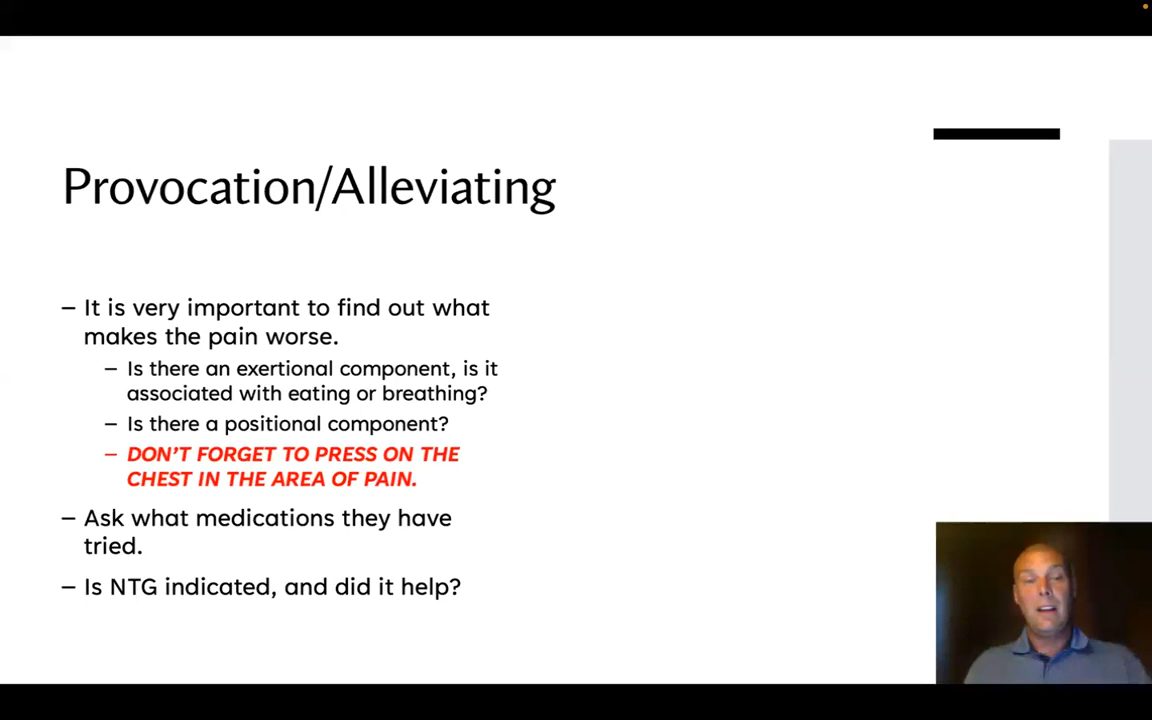 Provocation/Alleviating
– It is very important to find out what
makes the pain worse.
– Is there an exertional component, is it
associated with eating or breathing?
– Is there a positional component?
– DON’T FORGET TO PRESS ON THE
CHEST IN THE AREA OF PAIN.
– Ask what medications they have
tried.
– Is NTG indicated, and did it help?